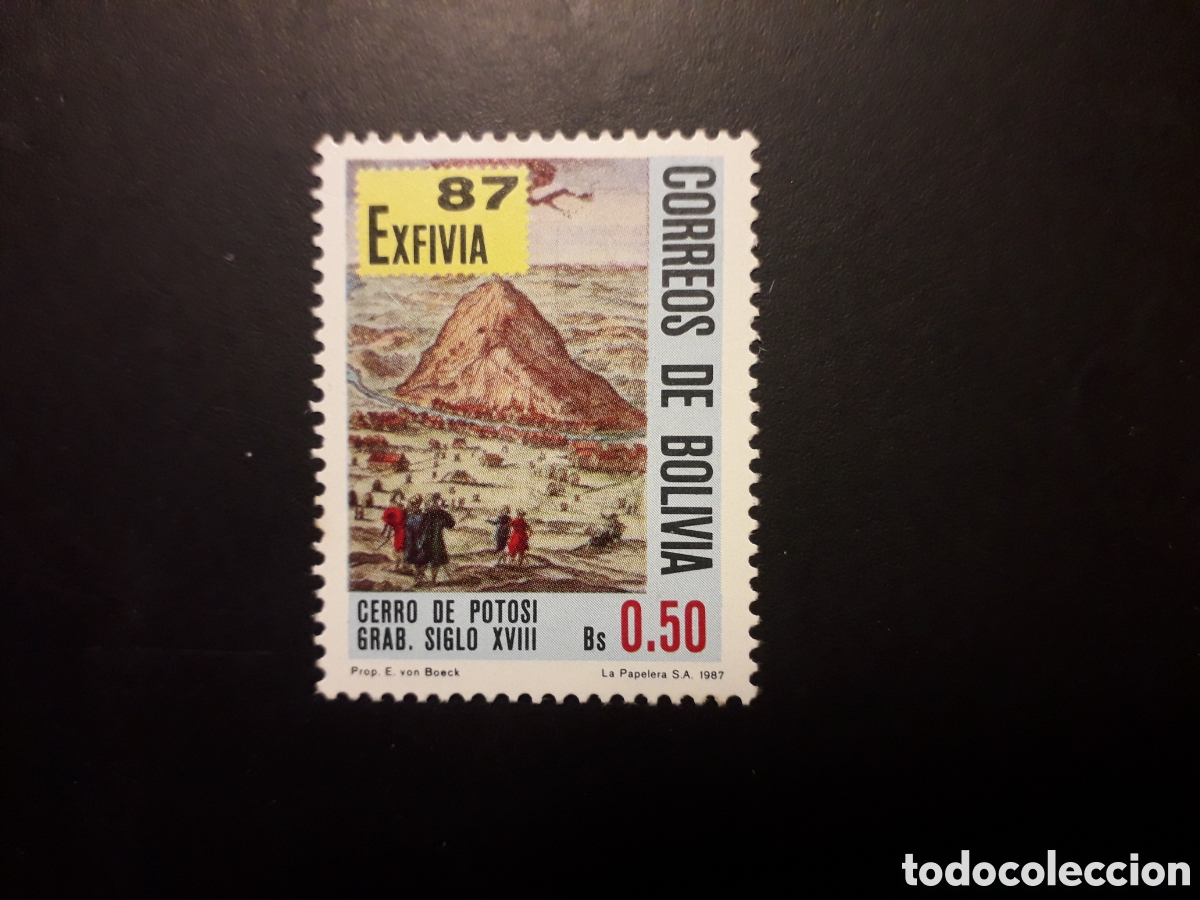 87
EXFIVIA
CORREOS DE BOLIVIA
CERRO DE POTOSI
GRAB. SIGLO XVIII
Bs 0.50
Prop. E. von Boeck
La Papelera S.A. 1987
todocoleccion